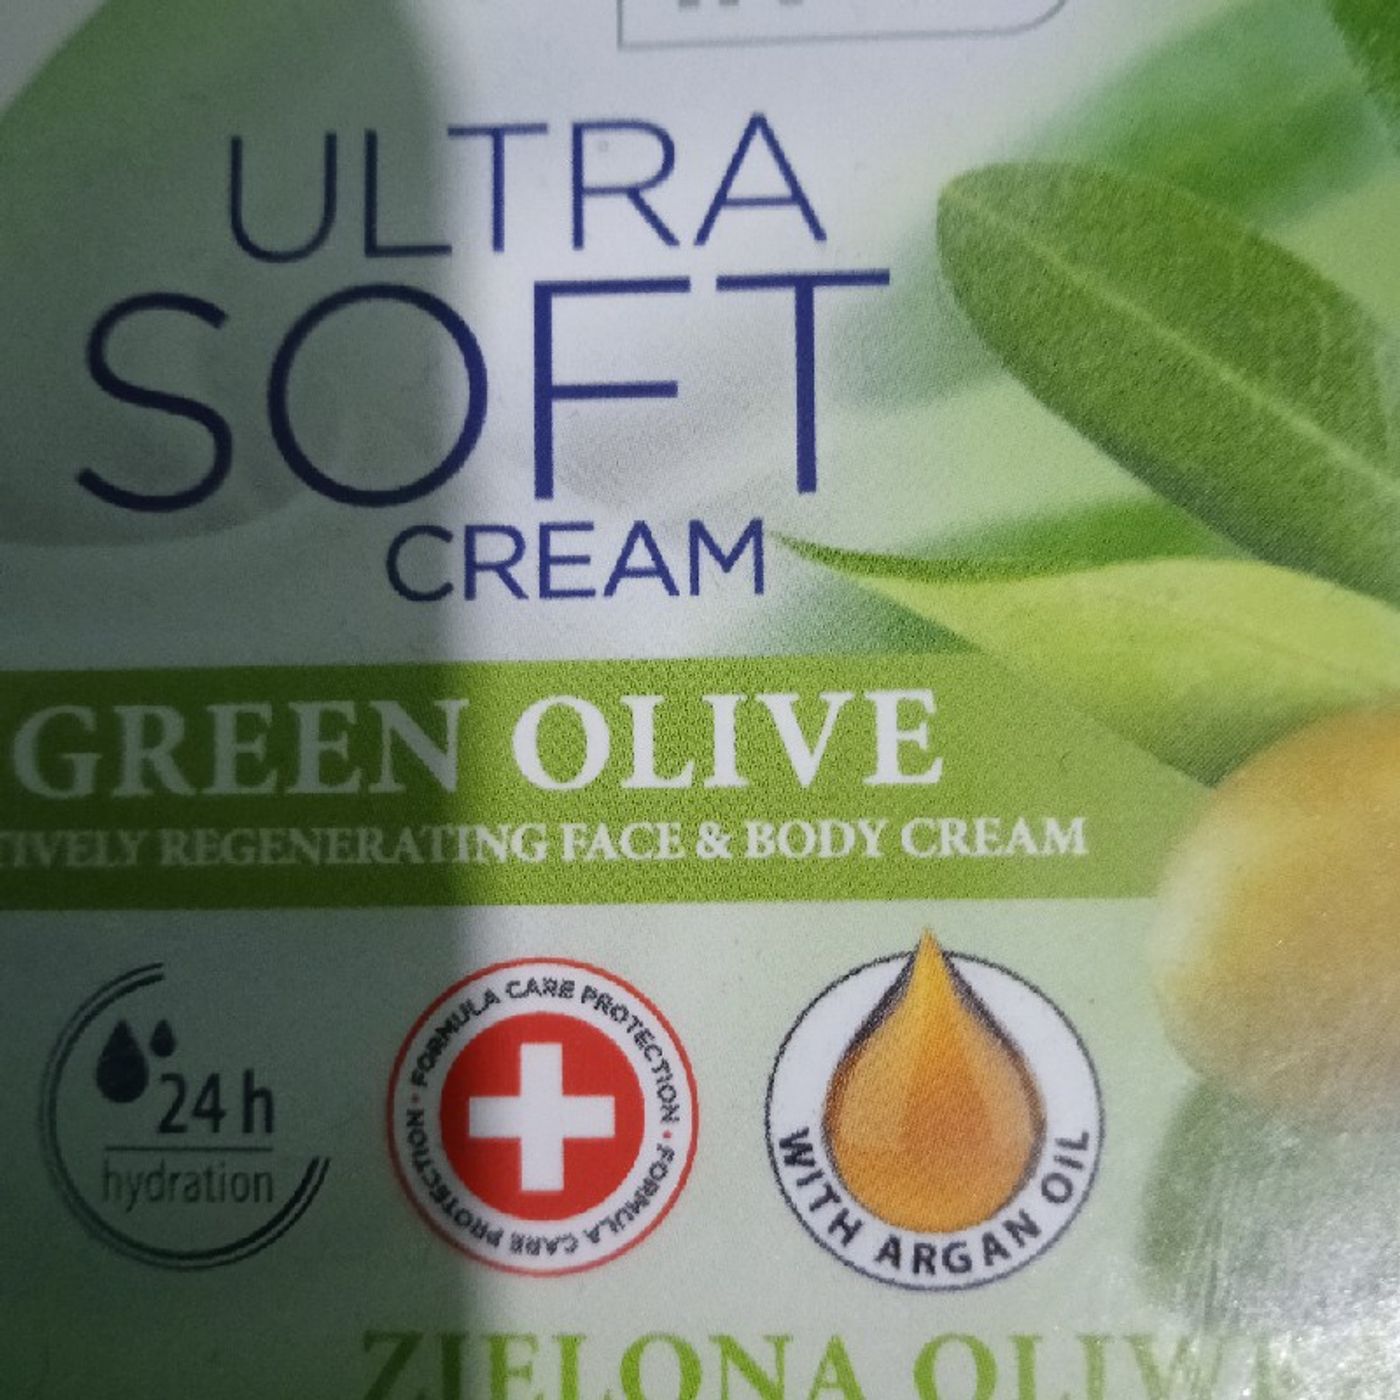 ULTRA
SOFT
CREAM
GREEN OLIVE
REGENERATING FACE & BODY CREAM
24 h
hydration
FORMULA CARE PROTECTION • FORMULA CARE PROTECTION •
WITH ARGAN OIL
ZIELONA